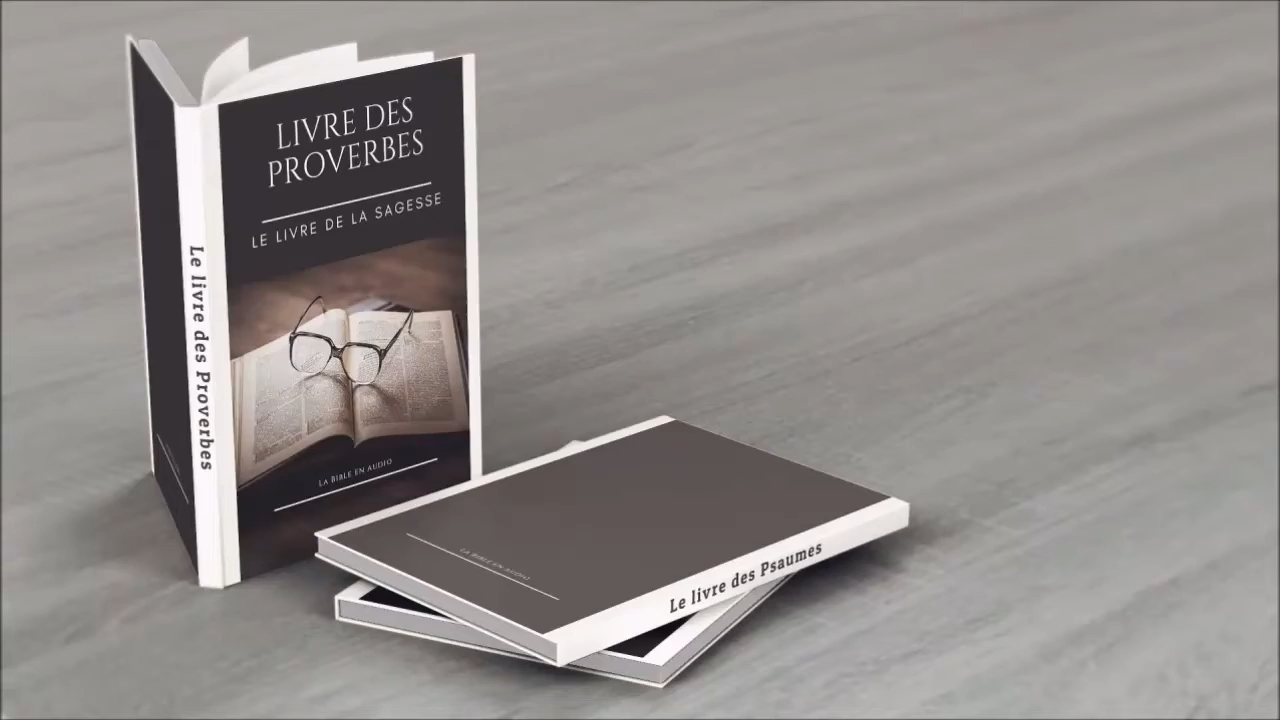 LIVRE DES
PROVERBES
LE LIVRE DE LA SAGESSE
LA BIBLE EN AUDIO
Le livre des Proverbes
LA BIBLE EN AUDIO
Le livre des Psaumes